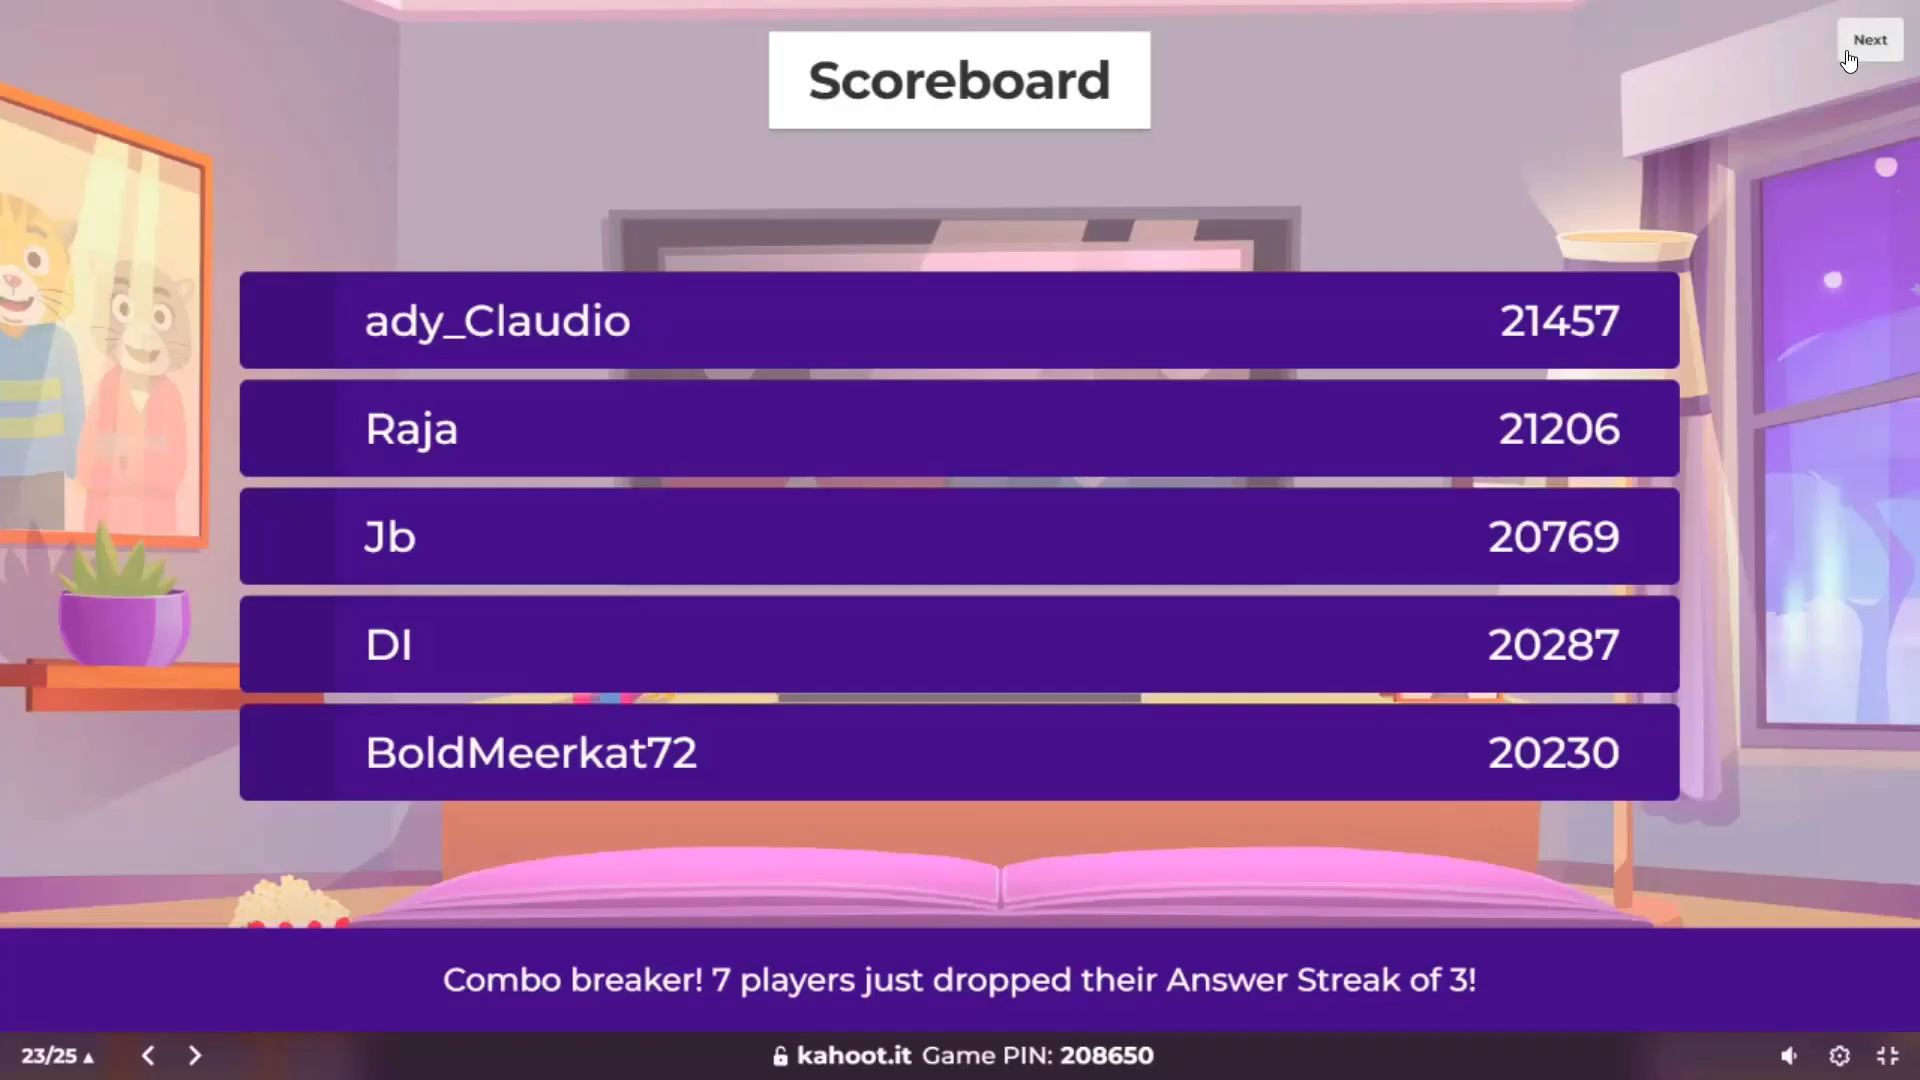 Next
Scoreboard
ady_Claudio 21457
Raja 21206
Jb 20769
DI 20287
BoldMeerkat72 20230
Combo breaker! 7 players just dropped their Answer Streak of 3!
23/25 kahoot.it Game PIN: 208650